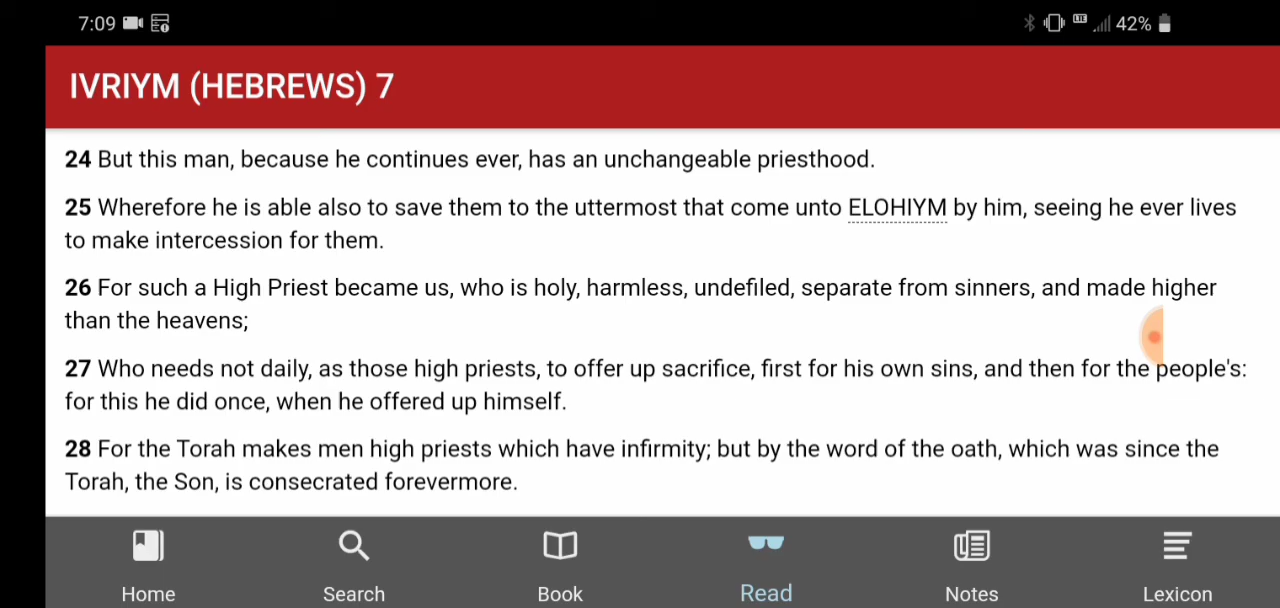 7:09
LTE 42%
IVRIYM (HEBREWS) 7
24 But this man, because he continues ever, has an unchangeable priesthood.
25 Wherefore he is able also to save them to the uttermost that come unto ELOHIYM by him, seeing he ever lives
to make intercession for them.
26 For such a High Priest became us, who is holy, harmless, undefiled, separate from sinners, and made higher
than the heavens;
27 Who needs not daily, as those high priests, to offer up sacrifice, first for his own sins, and then for the people's:
for this he did once, when he offered up himself.
28 For the Torah makes men high priests which have infirmity; but by the word of the oath, which was since the
Torah, the Son, is consecrated forevermore.
Home Search Book Read Notes Lexicon